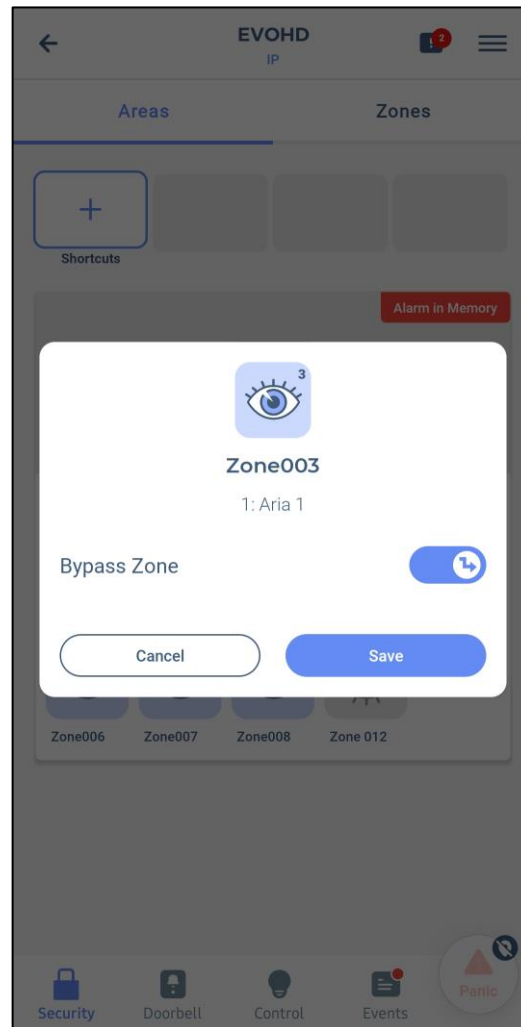 EVOHD
IP
2
Areas
Zones
Shortcuts
Alarm in Memory
3
Zone003
1: Aria 1
Bypass Zone
Cancel
Save
Zone006
Zone007
Zone008
Zone 012
Panic
Security
Doorbell
Control
Events